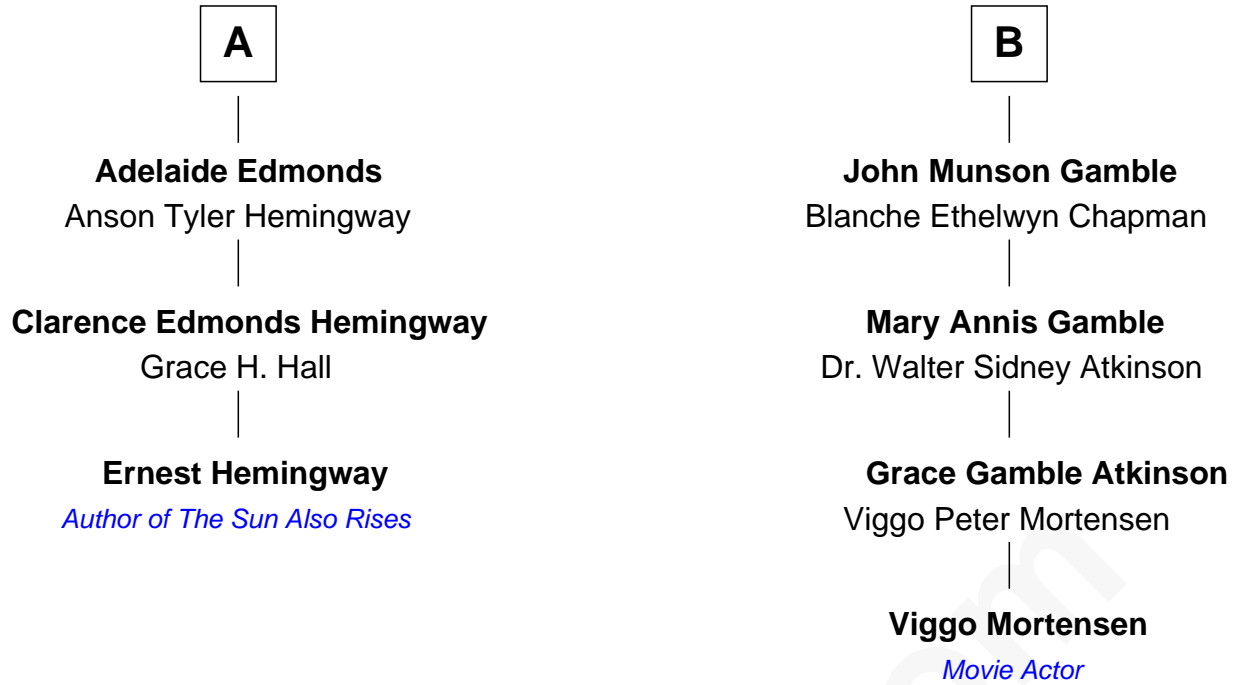 A
Adelaide Edmonds
Anson Tyler Hemingway
Clarence Edmonds Hemingway
Grace H. Hall
Ernest Hemingway
Author of The Sun Also Rises
B
John Munson Gamble
Blanche Ethelwyn Chapman
Mary Annis Gamble
Dr. Walter Sidney Atkinson
Grace Gamble Atkinson
Viggo Peter Mortensen
Viggo Mortensen
Movie Actor